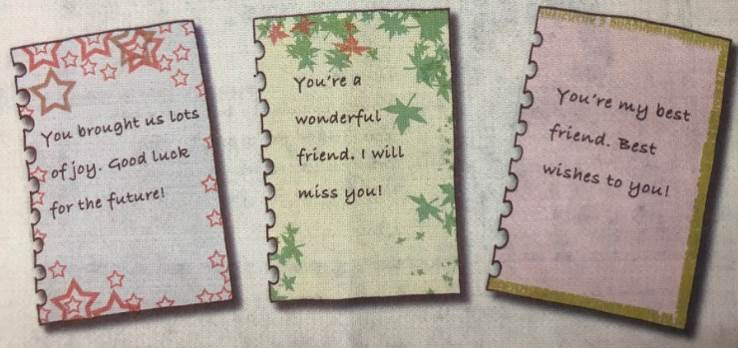 You brought us lots
of joy. Good luck
for the future!
You're a
wonderful
friend. I will
miss you!
You're my best
friend. Best
wishes to you!